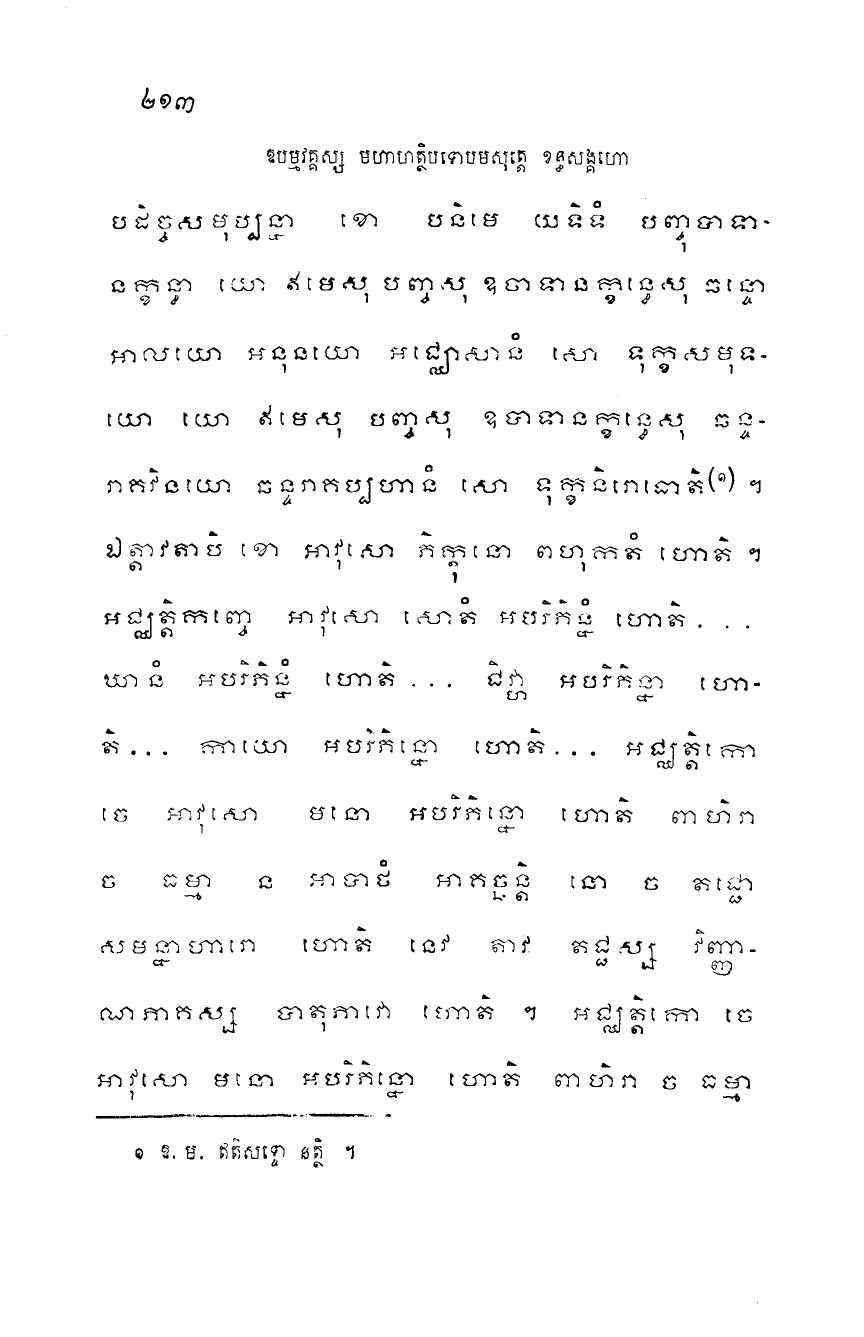 ២១៣
ឱបម្មវគ្គស្ស មហាហត្ថិបទោបមសុត្តេ ខន្ធសង្គហោ
បដិច្ចសមុប្បន្នា ខោ បនិមេ យទិទំ បញ្ចុបាទា-
នក្ខន្ធា យោ ឥមេសុ បញ្ចសុ ឧបាទានក្ខន្ធេសុ ឆន្ទោ
អាលយោ អនុនយោ អជ្ឈោសានំ សោ ទុក្ខសមុទ-
យោ យោ ឥមេសុ បញ្ចសុ ឧបាទានក្ខន្ធេសុ ឆន្ទ-
រាគវិនយោ ឆន្ទរាគប្បហានំ សោ ទុក្ខនិរោធោតិ(១) ។
ឯត្តាវតាបិ ខោ អាវុសោ ភិក្ខុនោ ពហុកតំ ហោតិ ។
អជ្ឈត្តិកញ្ចេ អាវុសោ សោតំ អបរិភិន្នំ ហោតិ . . .
ឃានំ អបរិភិន្នំ ហោតិ . . . ជិវ្ហា អបរិភិន្នា ហោ-
តិ . . . កាយោ អបរិភិន្នោ ហោតិ . . . អជ្ឈត្តិកោ
ចេ អាវុសោ មនោ អបរិភិន្នោ ហោតិ ពាហិរា
ច ធម្មា ន អាបាថំ អាគច្ឆន្តិ នោ ច តជ្ជោ
សមន្នាហារោ ហោតិ នេវ តាវ តជ្ជស្ស វិញ្ញា-
ណភាគស្ស បាតុភាវោ ហោតិ ។ អជ្ឈត្តិកោ ចេ
អាវុសោ មនោ អបរិភិន្នោ ហោតិ ពាហិរា ច ធម្មា
១ ឱ. ម. ឥតិសទ្ទោ នត្ថិ ។